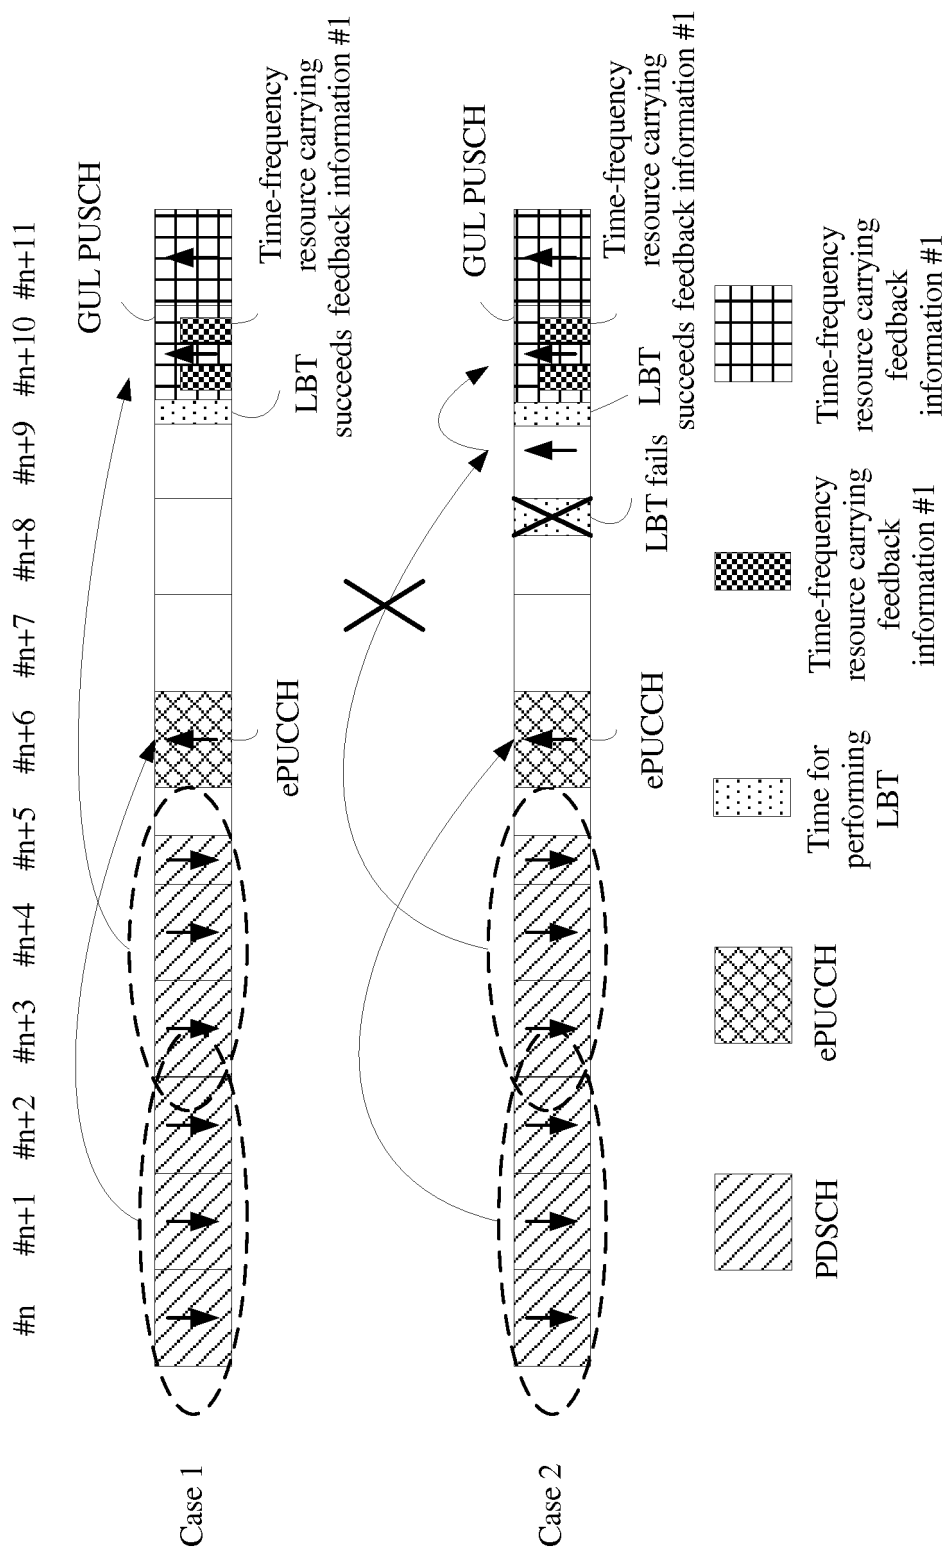 #n #n+1 #n+2 #n+3 #n+4 #n+5 #n+6 #n+7 #n+8 #n+9 #n+10 #n+11
GUL PUSCH
Case 1
ePUCCH
LBT
succeeds
Time-frequency
resource carrying
feedback information #1
GUL PUSCH
Case 2
ePUCCH
LBT fails
LBT
succeeds
Time-frequency
resource carrying
feedback information #1
PDSCH
ePUCCH
Time for
performing
LBT
Time-frequency
resource carrying
feedback
information #1
Time-frequency
resource carrying
feedback
information #1